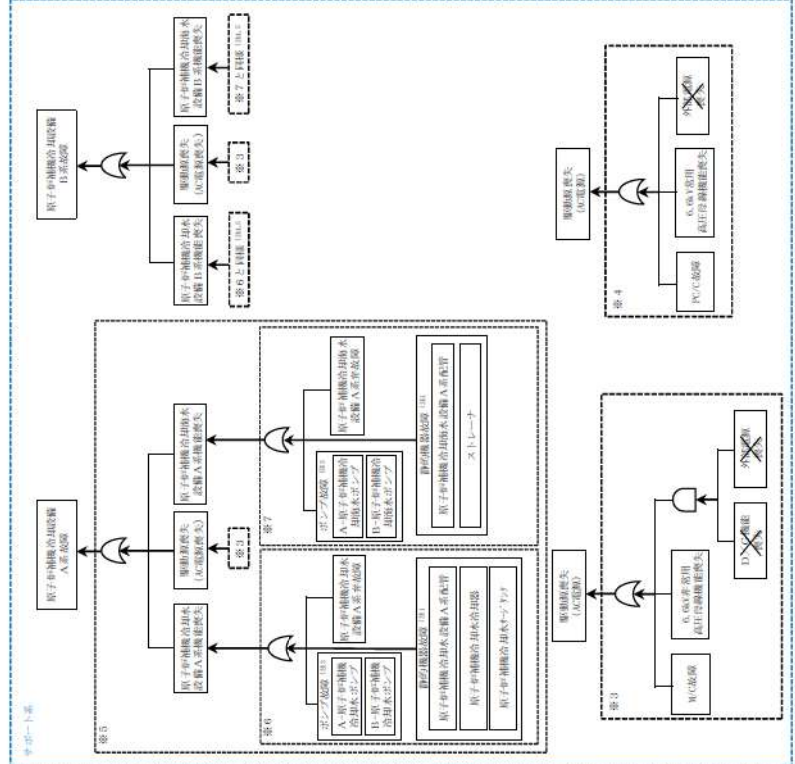 サポート系
原子炉補機冷却設備
A系故障
原子炉補機冷却設備
B系故障
※5
原子炉補機冷却水
設備A系機能喪失
駆動源喪失
(AC電源喪失)
※3
原子炉補機冷却海水
設備A系機能喪失
※6
ポンプ故障
A-原子炉補機
冷却水ポンプ
B-原子炉補機
冷却水ポンプ
原子炉補機冷却水
設備A系弁故障
静的機器故障
原子炉補機冷却水設備A系配管
原子炉補機冷却水冷却器
原子炉補機冷却水サージタンク
※7
ポンプ故障
A-原子炉補機冷
却海水ポンプ
B-原子炉補機冷
却海水ポンプ
原子炉補機冷却海水
設備A系弁故障
静的機器故障
原子炉補機冷却海水設備A系配管
ストレーナ
原子炉補機冷却水
設備B系機能喪失
※6と同様
駆動源喪失
(AC電源喪失)
※3
原子炉補機冷却海水
設備B系機能喪失
※7と同様
駆動源喪失
(AC電源)
※3
M/C故障
6.6kV非常用
高圧母線機能喪失
D/G機能
喪失
外部電源
喪失
駆動源喪失
(AC電源)
※4
PC/C故障
6.6kV常用
高圧母線機能喪失
外部電源
喪失